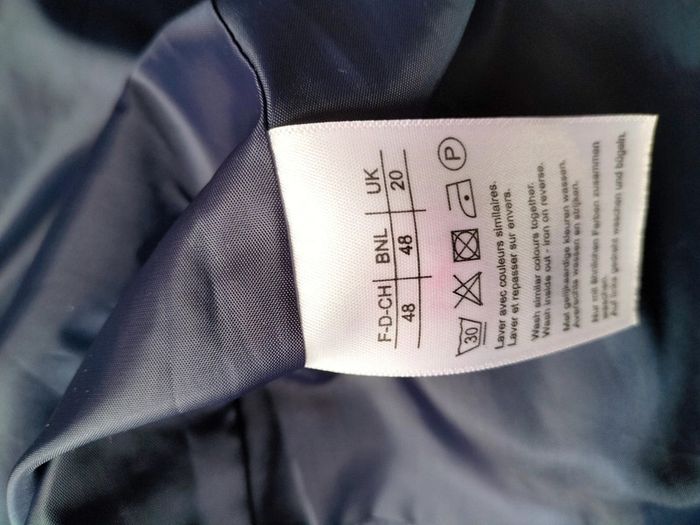 F-D-CH BNL UK
48 48 20
30 P
Laver avec couleurs similaires.
Laver et repasser sur envers.
Wash similar colours together.
Wash inside out - iron on reverse.
Met gelijkaardige kleuren wassen.
Averechts wassen en strijken.
Nur mit ähnlichen Farben zusammen
waschen.
Auf links gedreht waschen und bügeln.